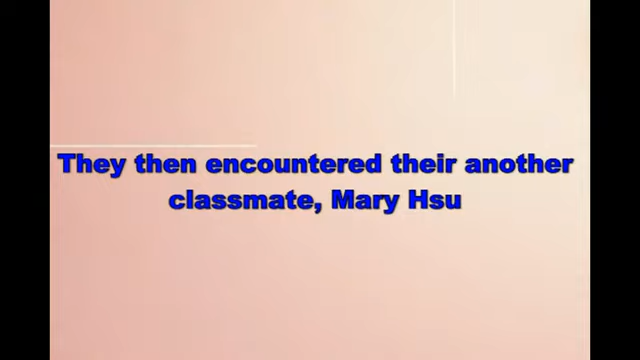 They then encountered their another
classmate, Mary Hsu